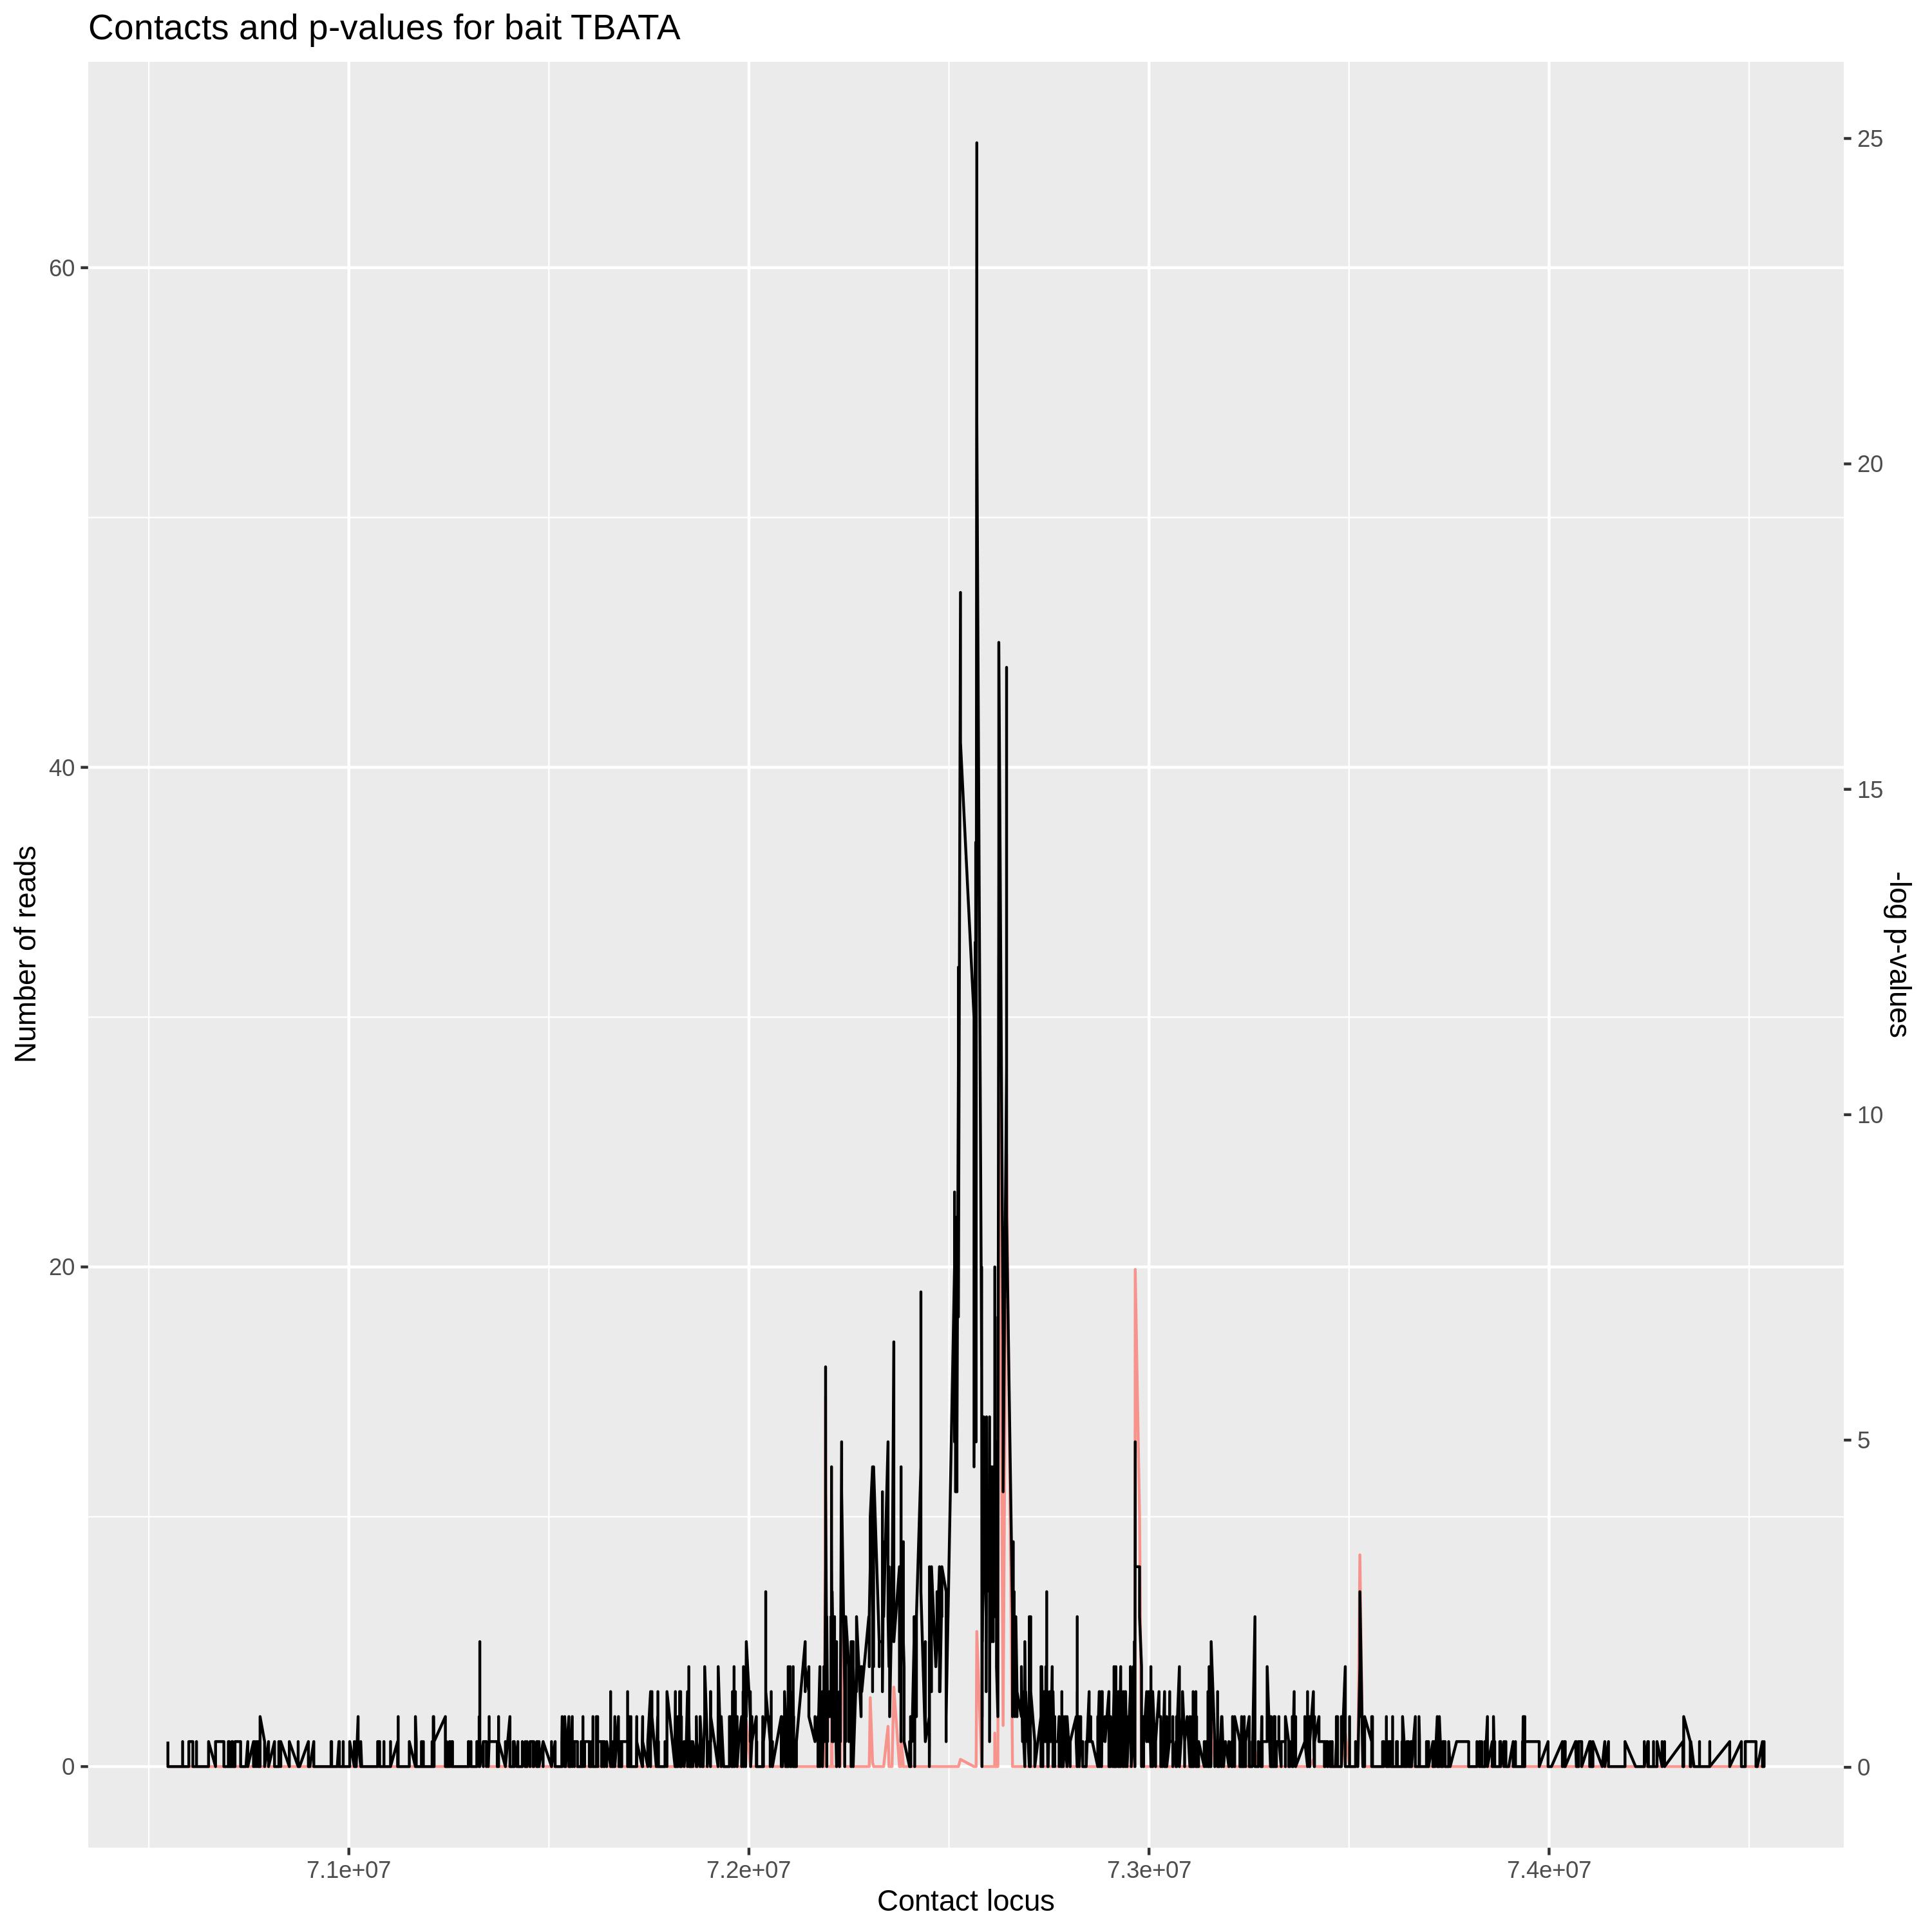 Contacts and p-values for bait TBATA
25
60
20
40
15
Number of reads
-log p-values
10
20
5
0
0
7.1e+07 7.2e+07 7.3e+07 7.4e+07
Contact locus